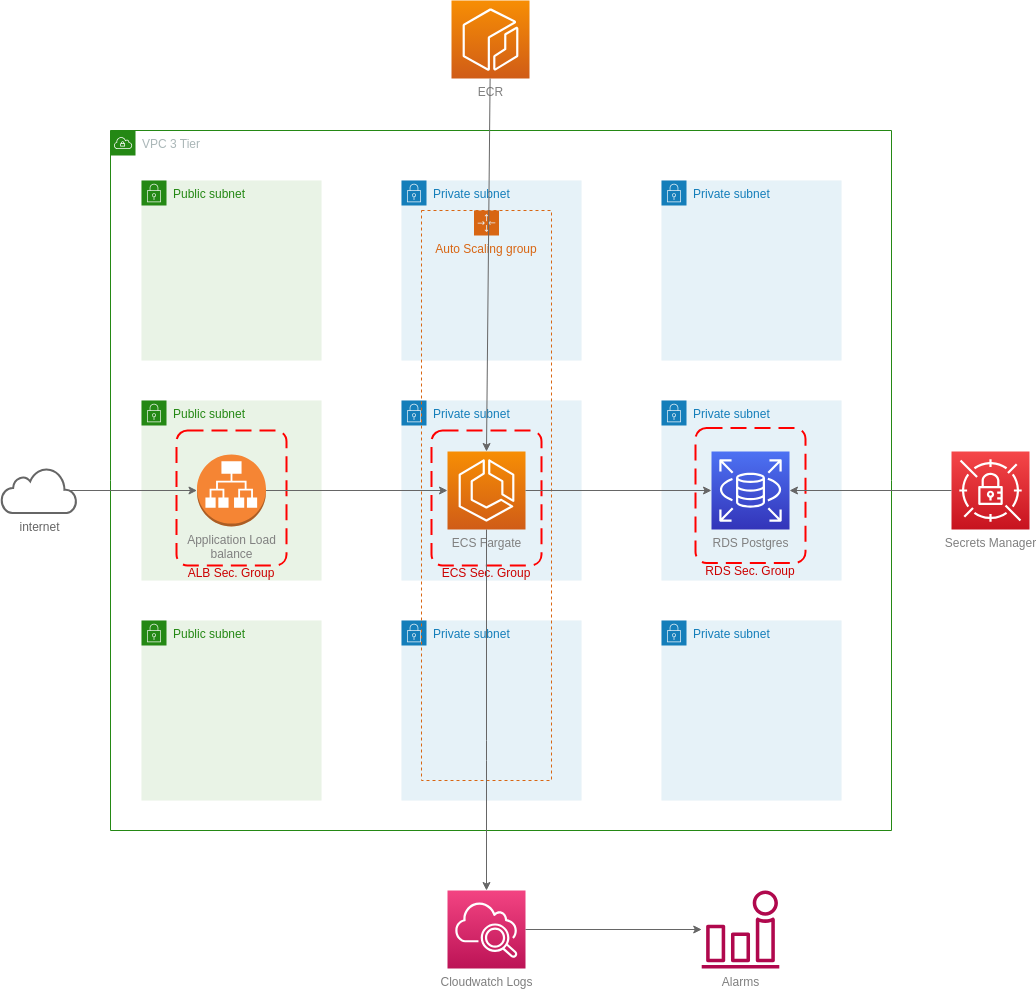 ECR
VPC 3 Tier
Public subnet
Private subnet
Private subnet
Auto Scaling group
Public subnet
Private subnet
Private subnet
internet
Application Load
balance
ECS Fargate
RDS Postgres
Secrets Manager
ALB Sec. Group
ECS Sec. Group
RDS Sec. Group
Public subnet
Private subnet
Private subnet
Cloudwatch Logs
Alarms